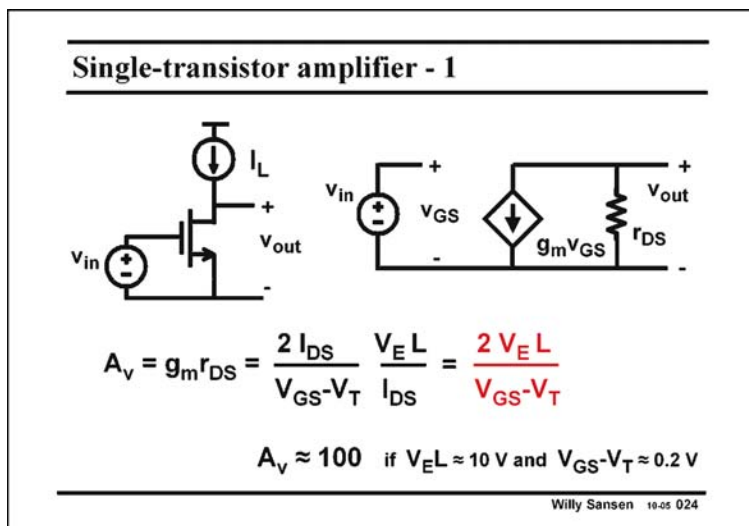 Single-transistor amplifier - 1
I_L
+
v_in
+
-
v_out
-
v_in
+
-
+
v_GS
-
g_m v_GS
r_DS
+
v_out
-
A_v = g_m r_DS = 2 I_DS / (V_GS-V_T) V_E L / I_DS = 2 V_E L / (V_GS-V_T)
A_v ≈ 100 if V_E L ≈ 10 V and V_GS-V_T ≈ 0.2 V
Willy Sansen 10-05 024